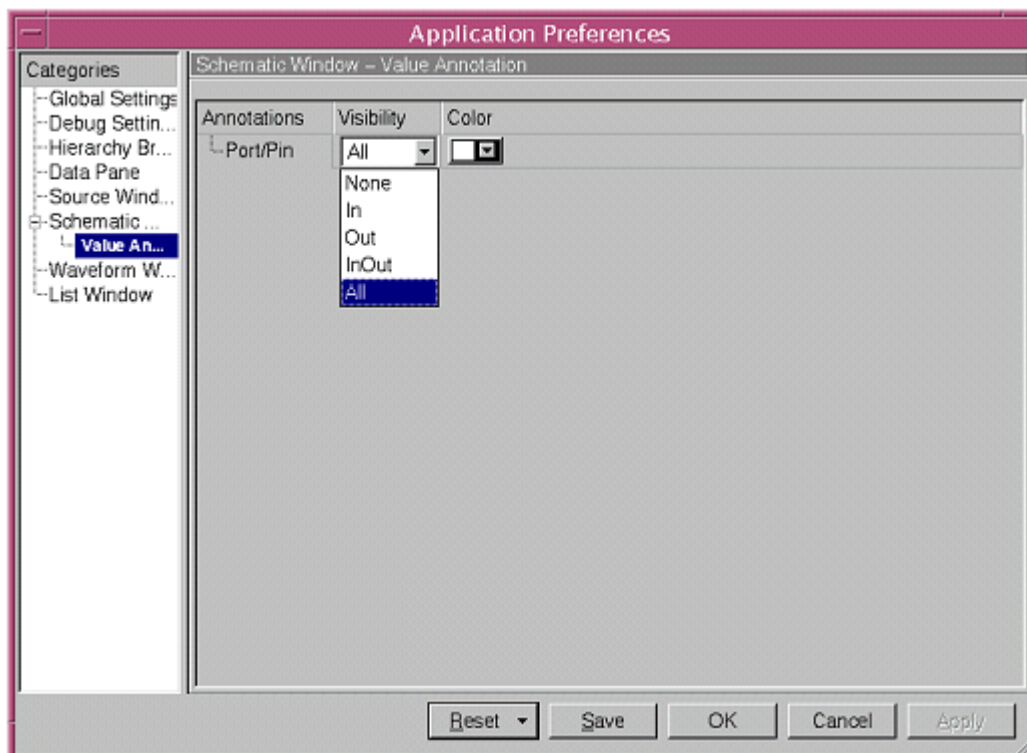 Application Preferences
Categories
Global Settings
Debug Settin...
Hierarchy Br...
Data Pane
Source Wind...
Schematic ...
Value An...
Waveform W...
List Window
Schematic Window – Value Annotation
Annotations Visibility Color
Port/Pin All
None
In
Out
InOut
All
Reset Save OK Cancel Apply